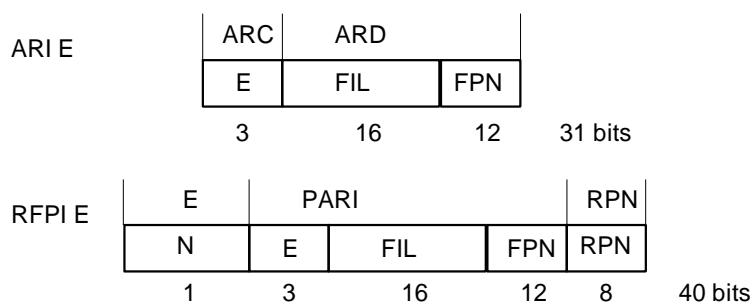 ARC ARD
ARI E
E FIL FPN
3 16 12 31 bits
E PARI RPN
RFPI E
N E FIL FPN RPN
1 3 16 12 8 40 bits